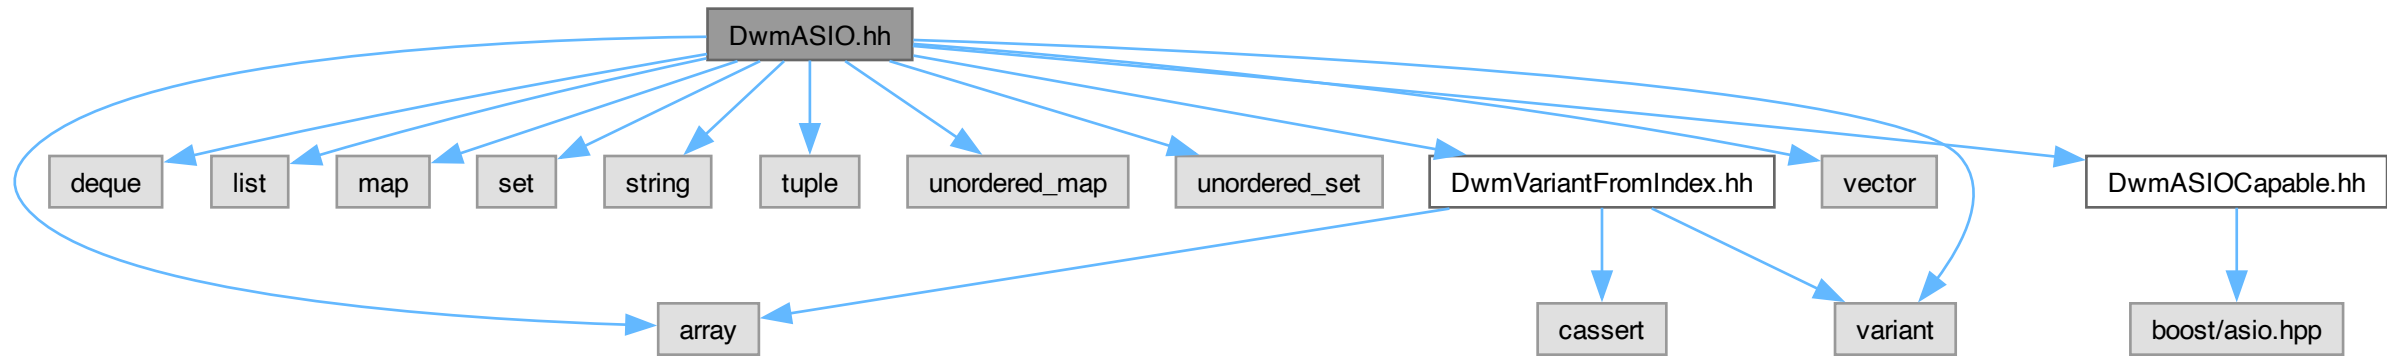 DwmASIO.hh
deque
list
map
set
string
tuple
unordered_map
unordered_set
DwmVariantFromIndex.hh
vector
DwmASIOCapable.hh
array
cassert
variant
boost/asio.hpp